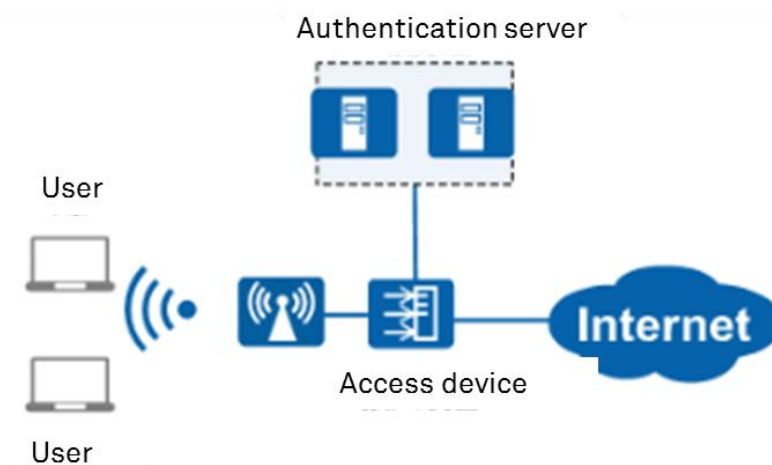 Authentication server
User
Internet
Access device
User